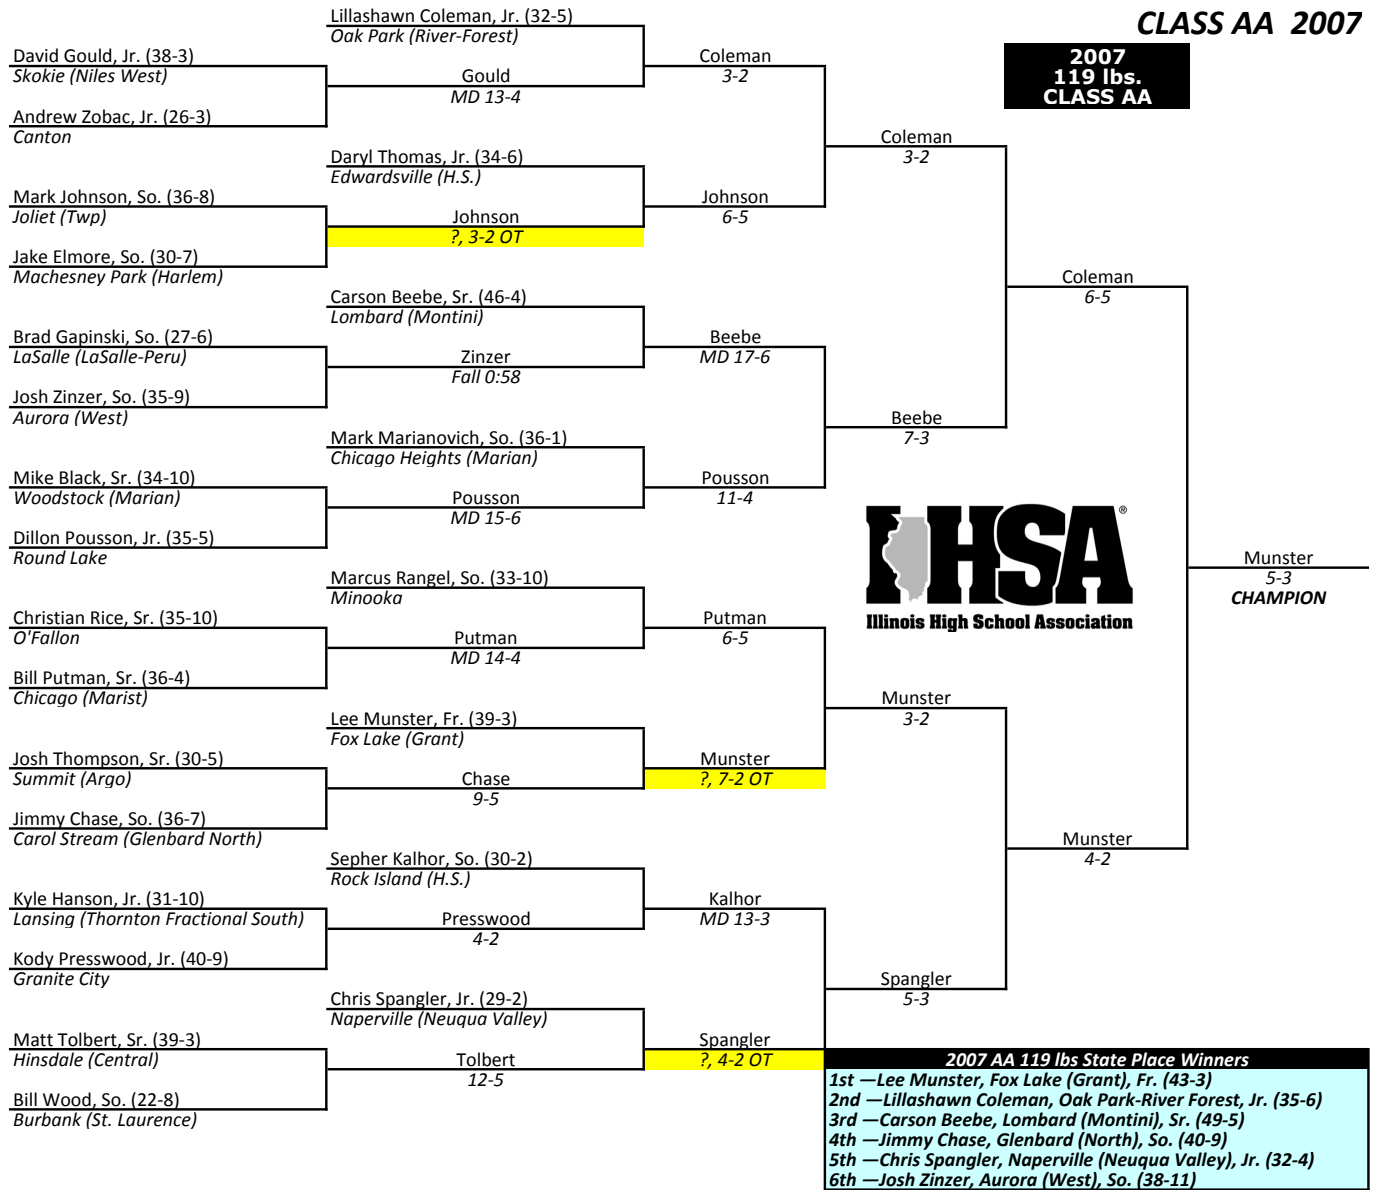 CLASS AA 2007
2007
119 lbs.
CLASS AA
David Gould, Jr. (38-3)
Skokie (Niles West)
Andrew Zobac, Jr. (26-3)
Canton
Mark Johnson, So. (36-8)
Joliet (Twp)
Jake Elmore, So. (30-7)
Machesney Park (Harlem)
Brad Gapinski, So. (27-6)
LaSalle (LaSalle-Peru)
Josh Zinzer, So. (35-9)
Aurora (West)
Mike Black, Sr. (34-10)
Woodstock (Marian)
Dillon Pousson, Jr. (35-5)
Round Lake
Christian Rice, Sr. (35-10)
O'Fallon
Bill Putman, Sr. (36-4)
Chicago (Marist)
Josh Thompson, Sr. (30-5)
Summit (Argo)
Jimmy Chase, So. (36-7)
Carol Stream (Glenbard North)
Kyle Hanson, Jr. (31-10)
Lansing (Thornton Fractional South)
Kody Presswood, Jr. (40-9)
Granite City
Matt Tolbert, Sr. (39-3)
Hinsdale (Central)
Bill Wood, So. (22-8)
Burbank (St. Laurence)
Lillashawn Coleman, Jr. (32-5)
Oak Park (River-Forest)
Gould
MD 13-4
Daryl Thomas, Jr. (34-6)
Edwardsville (H.S.)
Johnson
?, 3-2 OT
Carson Beebe, Sr. (46-4)
Lombard (Montini)
Zinzer
Fall 0:58
Mark Marianovich, So. (36-1)
Chicago Heights (Marian)
Pousson
MD 15-6
Marcus Rangel, So. (33-10)
Minooka
Putman
MD 14-4
Lee Munster, Fr. (39-3)
Fox Lake (Grant)
Chase
9-5
Sepher Kalhor, So. (30-2)
Rock Island (H.S.)
Presswood
4-2
Chris Spangler, Jr. (29-2)
Naperville (Neuqua Valley)
Tolbert
12-5
Coleman
3-2
Johnson
6-5
Beebe
MD 17-6
Pousson
11-4
Putman
6-5
Munster
?, 7-2 OT
Kalhor
MD 13-3
Spangler
?, 4-2 OT
Coleman
3-2
Beebe
7-3
Munster
3-2
Spangler
5-3
Coleman
6-5
Munster
4-2
Munster
5-3
CHAMPION
IHSA®
Illinois High School Association
2007 AA 119 lbs State Place Winners
1st —Lee Munster, Fox Lake (Grant), Fr. (43-3)
2nd —Lillashawn Coleman, Oak Park-River Forest, Jr. (35-6)
3rd —Carson Beebe, Lombard (Montini), Sr. (49-5)
4th —Jimmy Chase, Glenbard (North), So. (40-9)
5th —Chris Spangler, Naperville (Neuqua Valley), Jr. (32-4)
6th —Josh Zinzer, Aurora (West), So. (38-11)